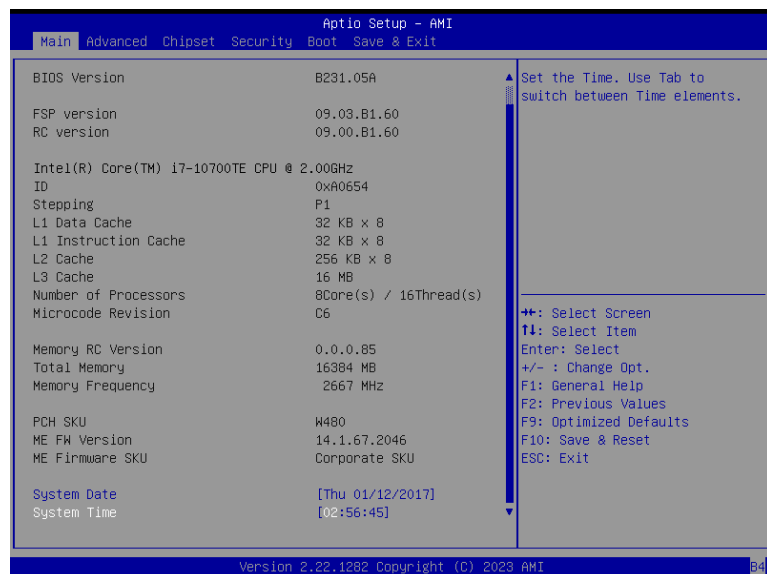 Aptio Setup - AMI
Main Advanced Chipset Security Boot Save & Exit
BIOS Version B231.05A
FSP version 09.03.B1.60
RC version 09.00.B1.60
Intel(R) Core(TM) i7-10700TE CPU @ 2.00GHz
ID 0xA0654
Stepping P1
L1 Data Cache 32 KB x 8
L1 Instruction Cache 32 KB x 8
L2 Cache 256 KB x 8
L3 Cache 16 MB
Number of Processors 8Core(s) / 16Thread(s)
Microcode Revision C6
Memory RC Version 0.0.0.85
Total Memory 16384 MB
Memory Frequency 2667 MHz
PCH SKU W480
ME FW Version 14.1.67.2046
ME Firmware SKU Corporate SKU
System Date [Thu 01/12/2017]
System Time [02:56:45]
Set the Time. Use Tab to
switch between Time elements.
→←: Select Screen
↑↓: Select Item
Enter: Select
+/- : Change Opt.
F1: General Help
F2: Previous Values
F9: Optimized Defaults
F10: Save & Reset
ESC: Exit
Version 2.22.1282 Copyright (C) 2023 AMI
B4